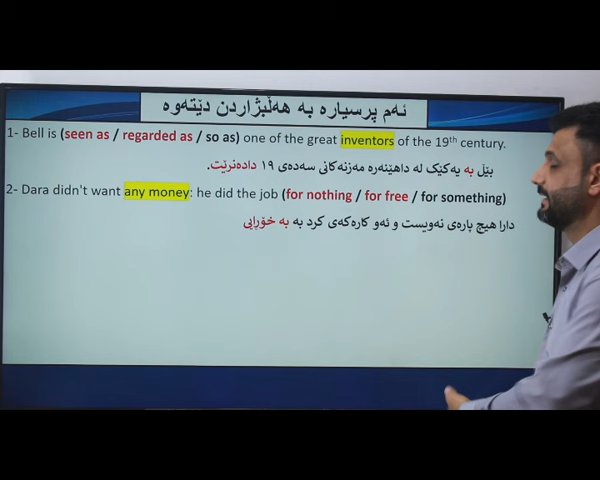 ئەم پرسیارە بە هەڵبژاردن دێتەوە
1- Bell is (seen as / regarded as / so as) one of the great inventors of the 19th century.
بێڵ بە یەکێک لە داهێنەرە مەزنەکانی سەدەی ١٩ دادەنرێت.
2- Dara didn't want any money: he did the job (for nothing / for free / for something)
دارا هیچ پارەی نەویست و ئەو کارەکەی کرد بە بە خۆڕایی